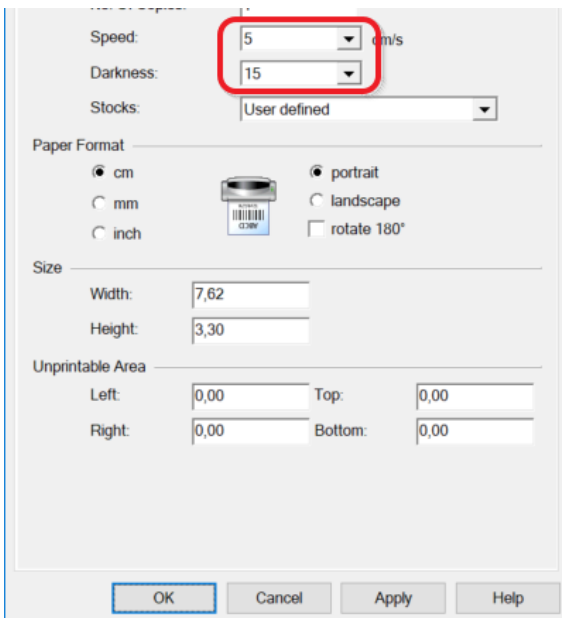 Speed: 5 cm/s
Darkness: 15
Stocks: User defined
Paper Format
cm portrait
mm landscape
inch rotate 180°
Size
Width: 7,62
Height: 3,30
Unprintable Area
Left: 0,00 Top: 0,00
Right: 0,00 Bottom: 0,00
OK Cancel Apply Help